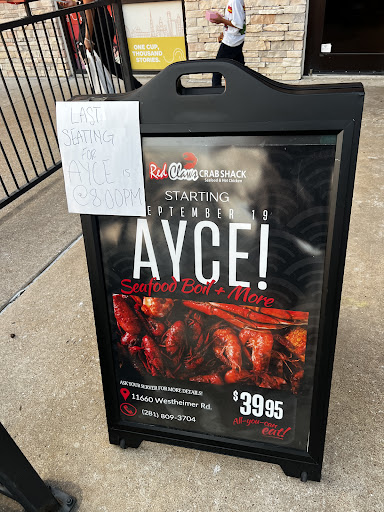 ONE CUP,
THOUSAND
STORIES.
LAST
SEATING
FOR
AYCE is
@8:00PM
Red Claws CRAB SHACK
Seafood & Hot Chicken
STARTING
SEPTEMBER 19
AYCE!
Seafood Boil + More
ASK YOUR SERVER FOR MORE DETAILS!
11660 Westheimer Rd.
(281) 809-3704
$39.95
All-you-can
eat!